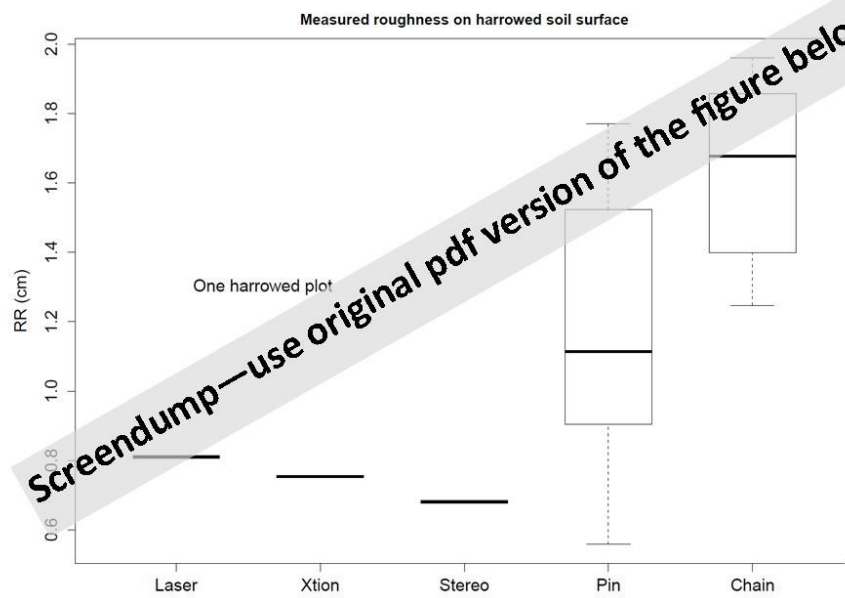 Measured roughness on harrowed soil surface
Screendump—use original pdf version of the figure belo
2.0
1.8
1.6
1.4
1.2
1.0
0.8
0.6
RR (cm)
One harrowed plot
Laser Xtion Stereo Pin Chain